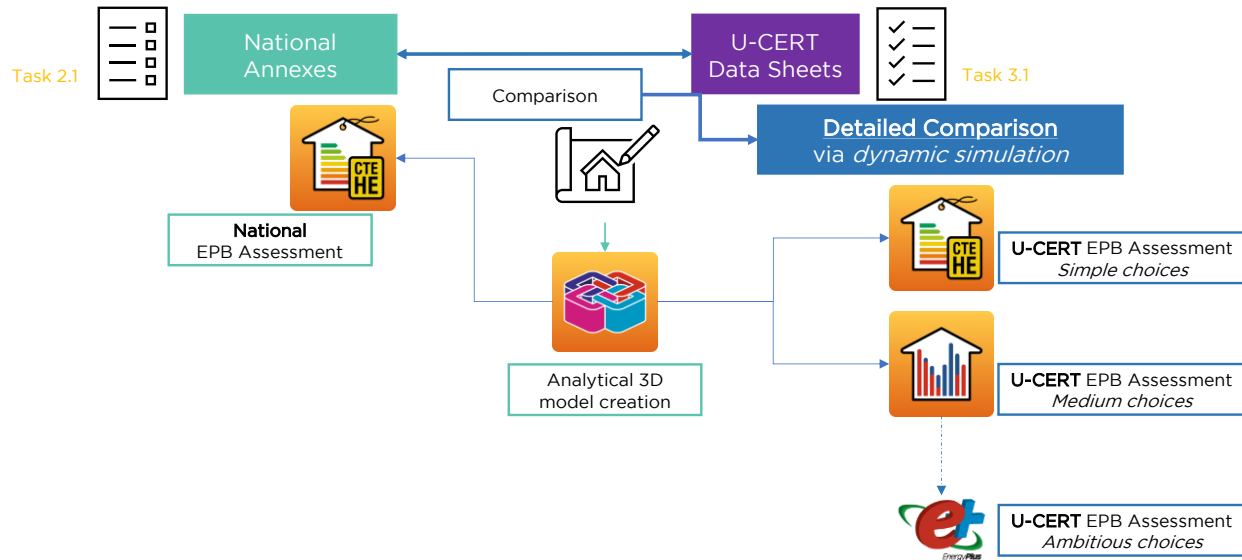 Task 2.1
National
Annexes
U-CERT
Data Sheets
Task 3.1
Comparison
Detailed Comparison
via dynamic simulation
CTE
HE
National
EPB Assessment
CTE
HE
U-CERT EPB Assessment
Simple choices
Analytical 3D
model creation
U-CERT EPB Assessment
Medium choices
e+
EnergyPlus
U-CERT EPB Assessment
Ambitious choices